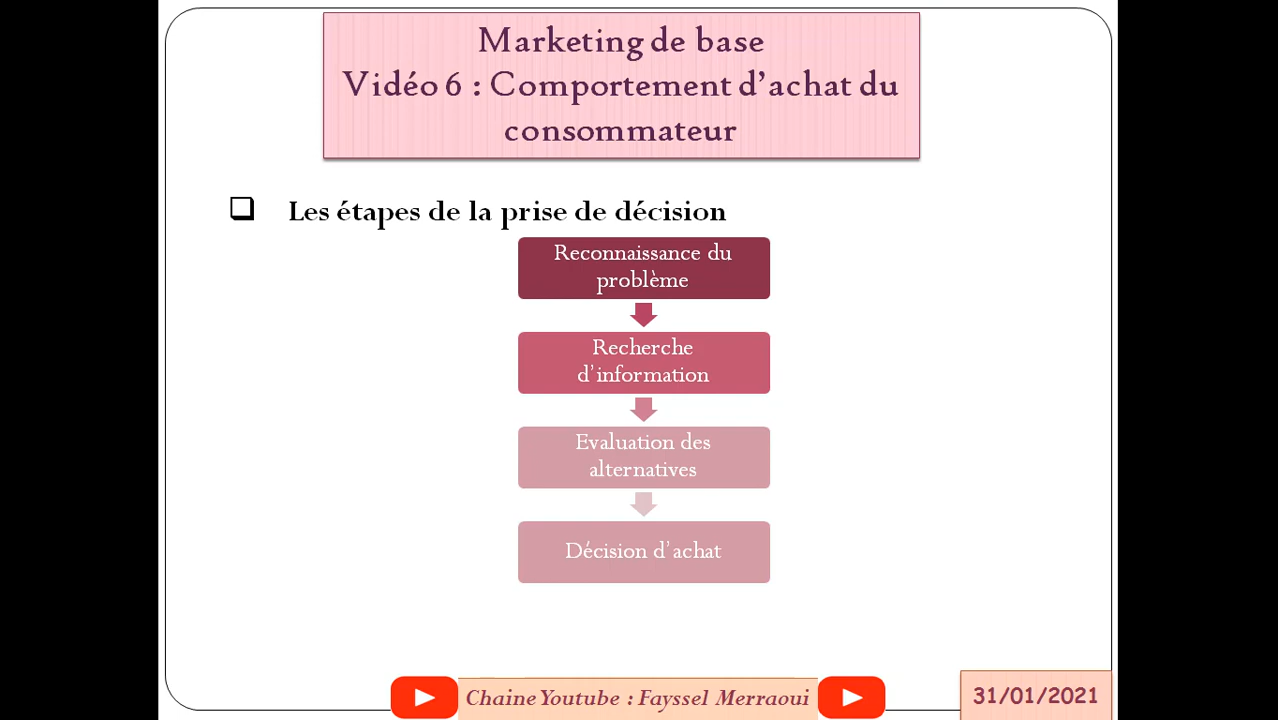 Marketing de base
Vidéo 6 : Comportement d’achat du
consommateur
Les étapes de la prise de décision
Reconnaissance du
problème
Recherche
d’information
Evaluation des
alternatives
Décision d’achat
Chaine Youtube : Fayssel Merraoui
31/01/2021